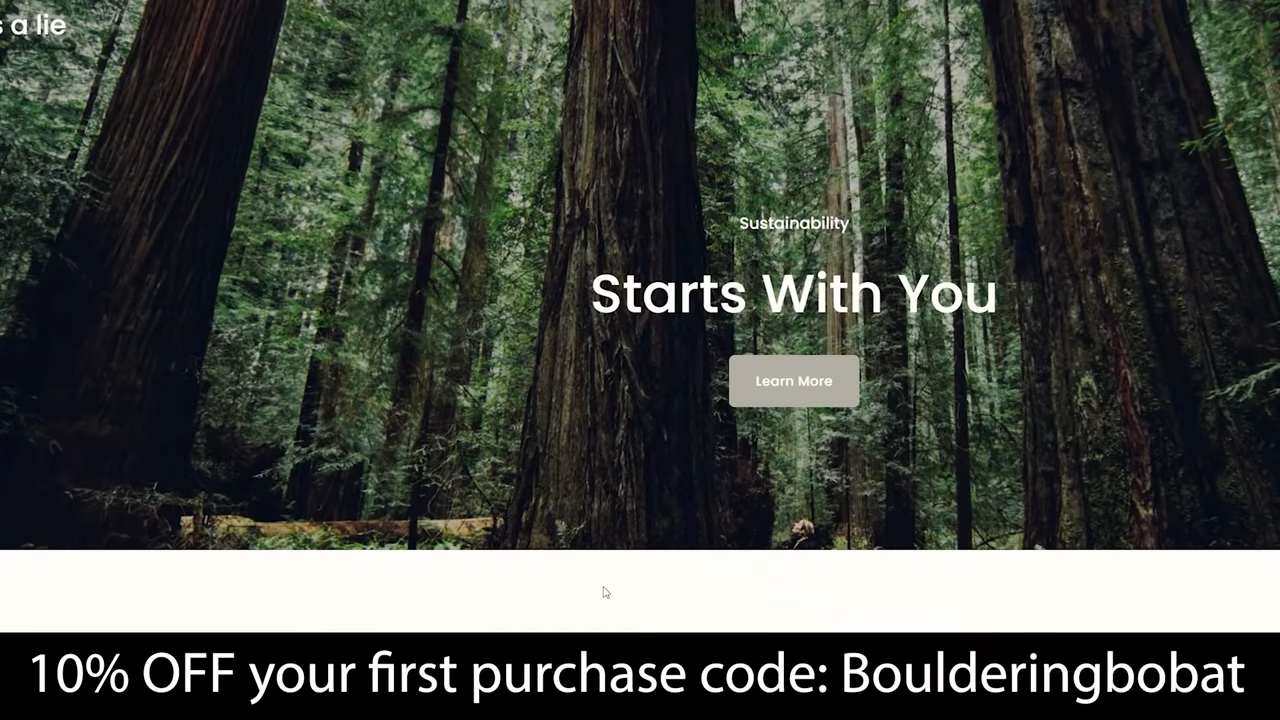 s a lie
Sustainability
Starts With You
Learn More
10% OFF your first purchase code: Boulderingbobat